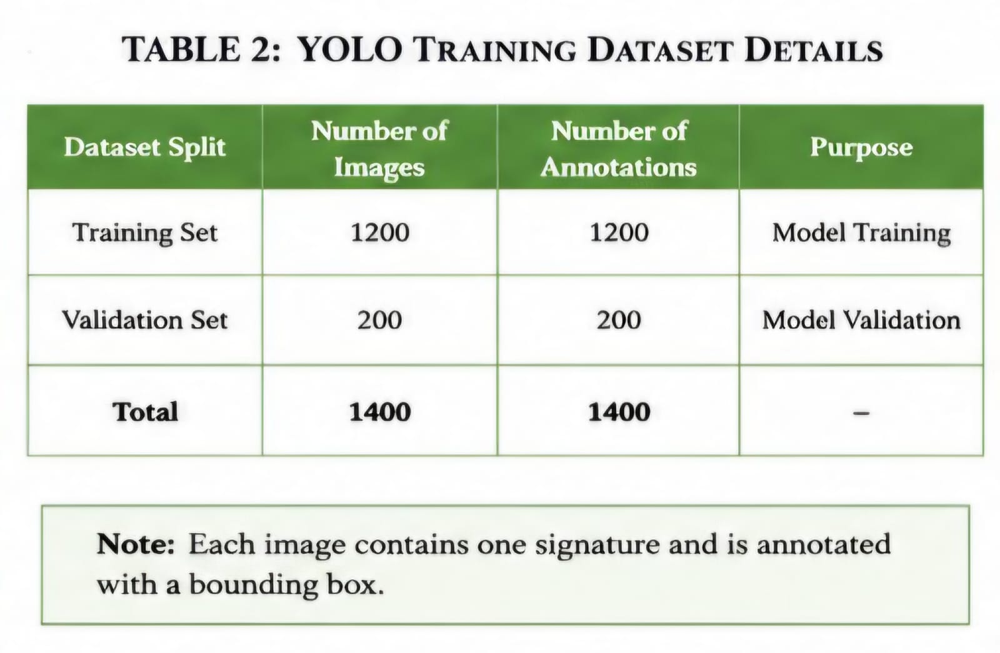 TABLE 2: YOLO TRAINING DATASET DETAILS
Dataset Split Number of Images Number of Annotations Purpose
Training Set 1200 1200 Model Training
Validation Set 200 200 Model Validation
Total 1400 1400 –
Note: Each image contains one signature and is annotated
with a bounding box.